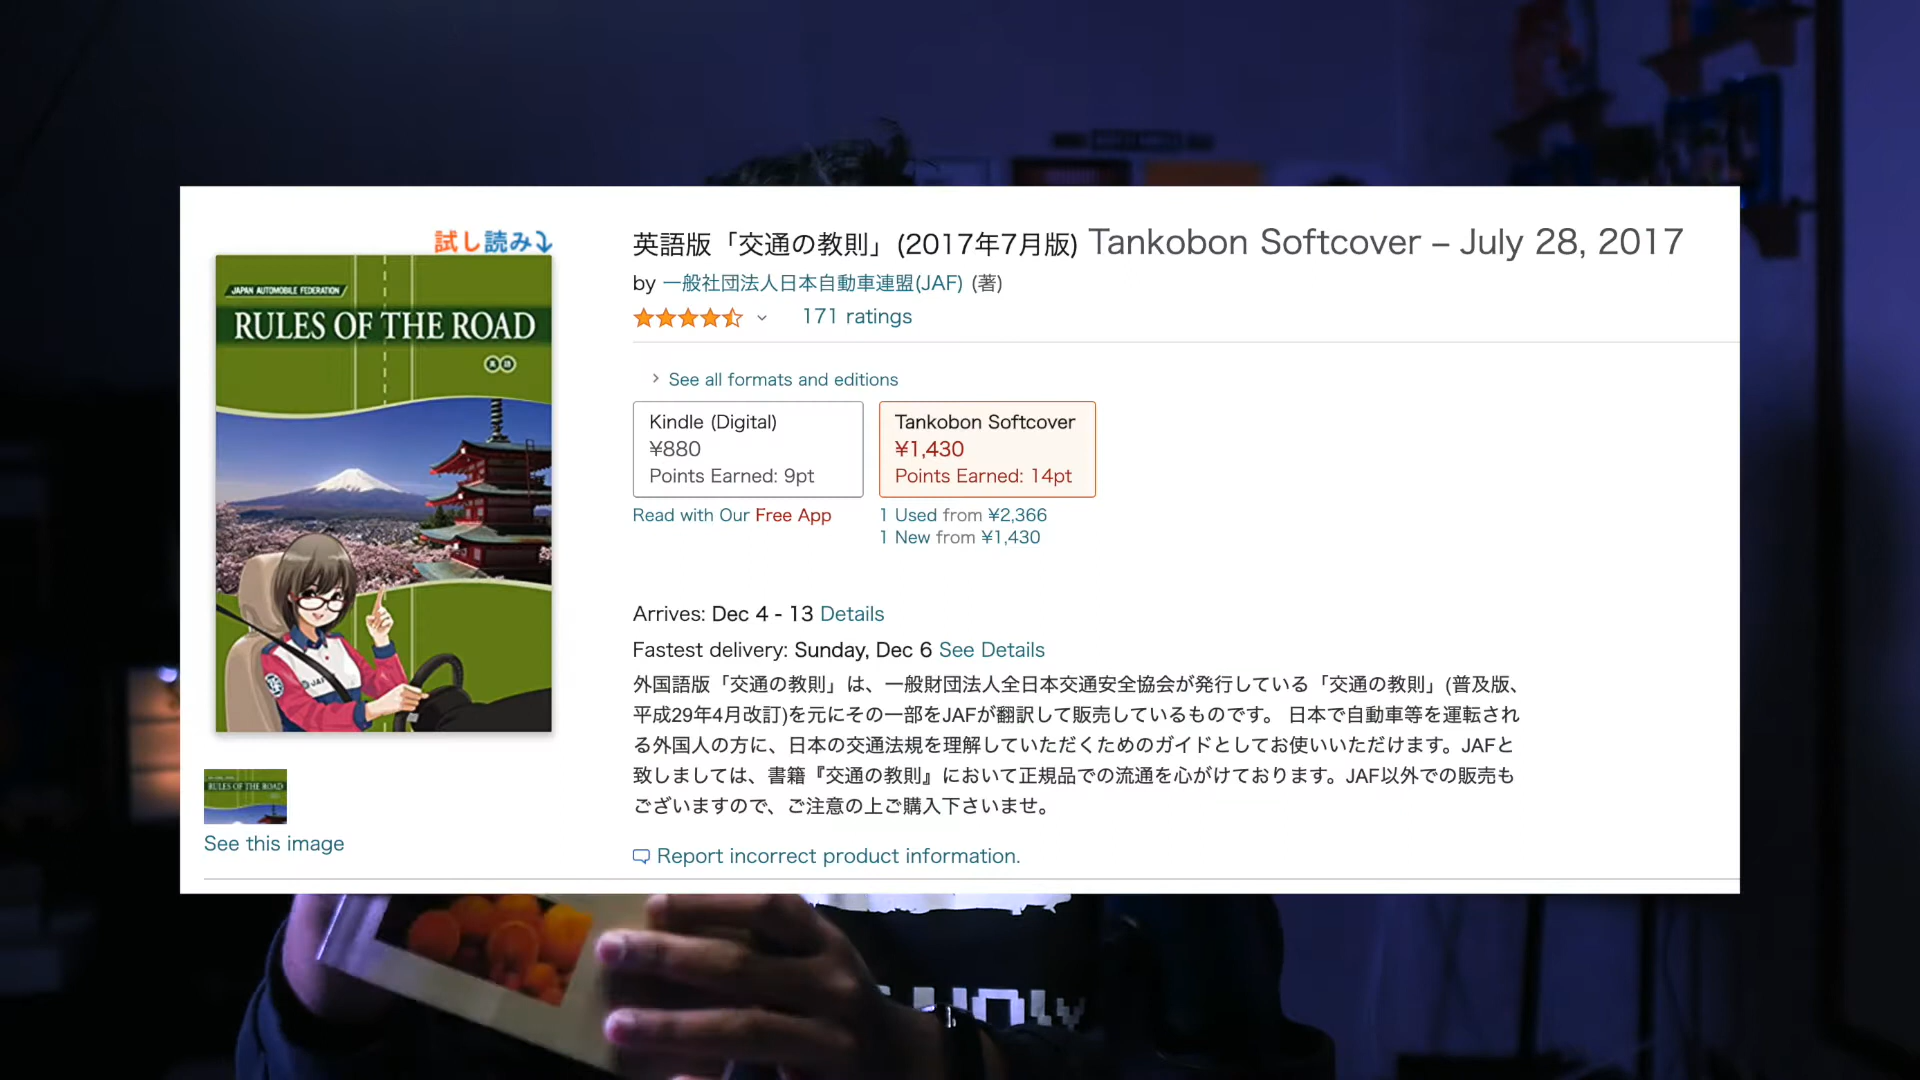 試し読み
JAPAN AUTOMOBILE FEDERATION
RULES OF THE ROAD
英語
RULES OF THE ROAD
See this image
英語版「交通の教則」(2017年7月版) Tankobon Softcover – July 28, 2017
by 一般社団法人日本自動車連盟(JAF) (著)
171 ratings
See all formats and editions
Kindle (Digital)
¥880
Points Earned: 9pt
Read with Our Free App
Tankobon Softcover
¥1,430
Points Earned: 14pt
1 Used from ¥2,366
1 New from ¥1,430
Arrives: Dec 4 - 13 Details
Fastest delivery: Sunday, Dec 6 See Details
外国語版「交通の教則」は、一般財団法人全日本交通安全協会が発行している「交通の教則」(普及版、
平成29年4月改訂)を元にその一部をJAFが翻訳して販売しているものです。 日本で自動車等を運転され
る外国人の方に、日本の交通法規を理解していただくためのガイドとしてお使いいただけます。JAFと
致しましては、書籍『交通の教則』において正規品での流通を心がけております。JAF以外での販売も
ございますので、ご注意の上ご購入下さいませ。
Report incorrect product information.